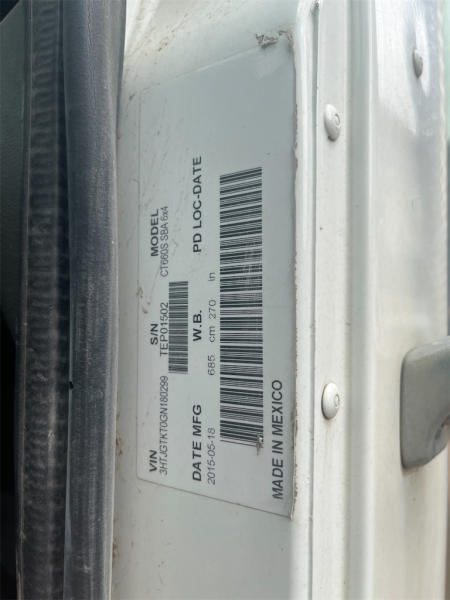 VIN S/N MODEL
3HTJGTKT0GN180299 TEP01502 CT660S SBA 6x4
DATE MFG W.B. PD LOC-DATE
2015-05-18 685 cm 270 in
MADE IN MEXICO